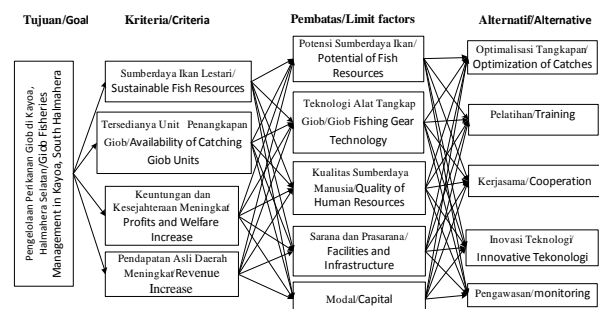 Tujuan/Goal
Kriteria/Criteria
Pembatas/Limit factors
Alternatif/Alternative
Pengelolaan Perikanan Giob di Kayoa,
Halmahera Selatan/Giob Fisheries
Management in Kayoa, South Halmahera
Sumberdaya Ikan Lestari/
Sustainable Fish Resources
Tersedianya Unit Penangkapan
Giob/Availability of Catching
Giob Units
Keuntungan dan
Kesejahteraan Meningkat/
Profits and Welfare
Increase
Pendapatan Asli Daerah
Meningkat/Revenue
Increase
Potensi Sumberdaya Ikan/
Potential of Fish
Resources
Teknologi Alat Tangkap
Giob/Giob Fishing Gear
Technology
Kualitas Sumberdaya
Manusia/Quality of
Human Resources
Sarana dan Prasarana/
Facilities and
Infrastructure
Modal/Capital
Optimalisasi Tangkapan/
Optimization of Catches
Pelatihan/Training
Kerjasama/Cooperation
Inovasi Teknologi/
Innovative Tekonologi
Pengawasan/monitoring